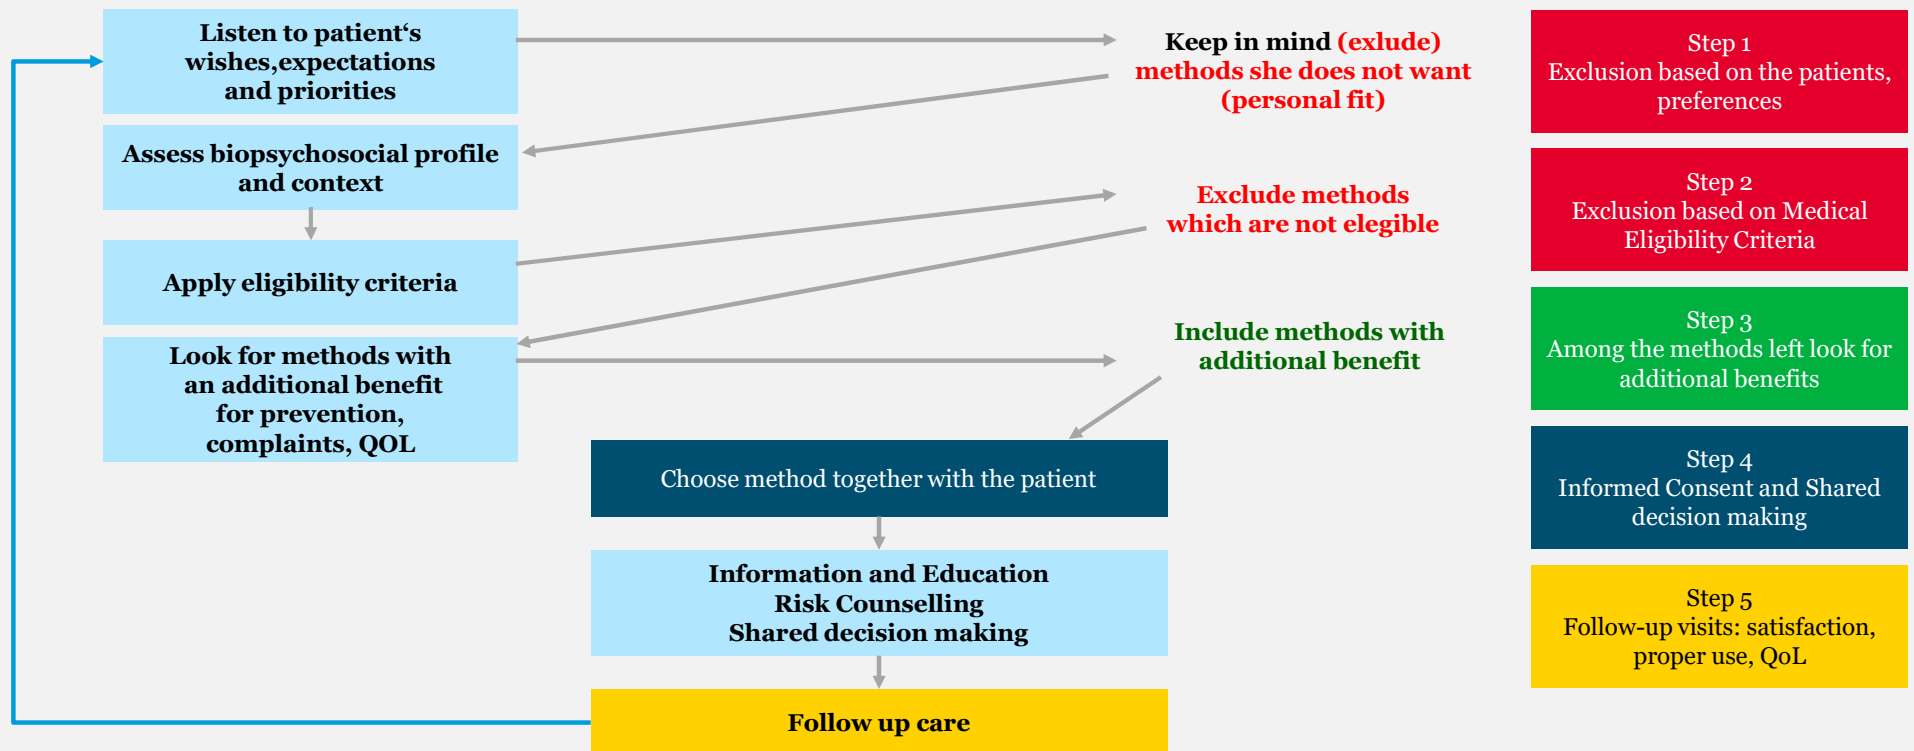 Listen to patient‘s
wishes,expectations
and priorities
Keep in mind (exlude)
methods she does not want
(personal fit)
Step 1
Exclusion based on the patients,
preferences
Assess biopsychosocial profile
and context
Exclude methods
which are not elegible
Step 2
Exclusion based on Medical
Eligibility Criteria
Apply eligibility criteria
Look for methods with
an additional benefit
for prevention,
complaints, QOL
Include methods with
additional benefit
Step 3
Among the methods left look for
additional benefits
Choose method together with the patient
Step 4
Informed Consent and Shared
decision making
Information and Education
Risk Counselling
Shared decision making
Step 5
Follow-up visits: satisfaction,
proper use, QoL
Follow up care